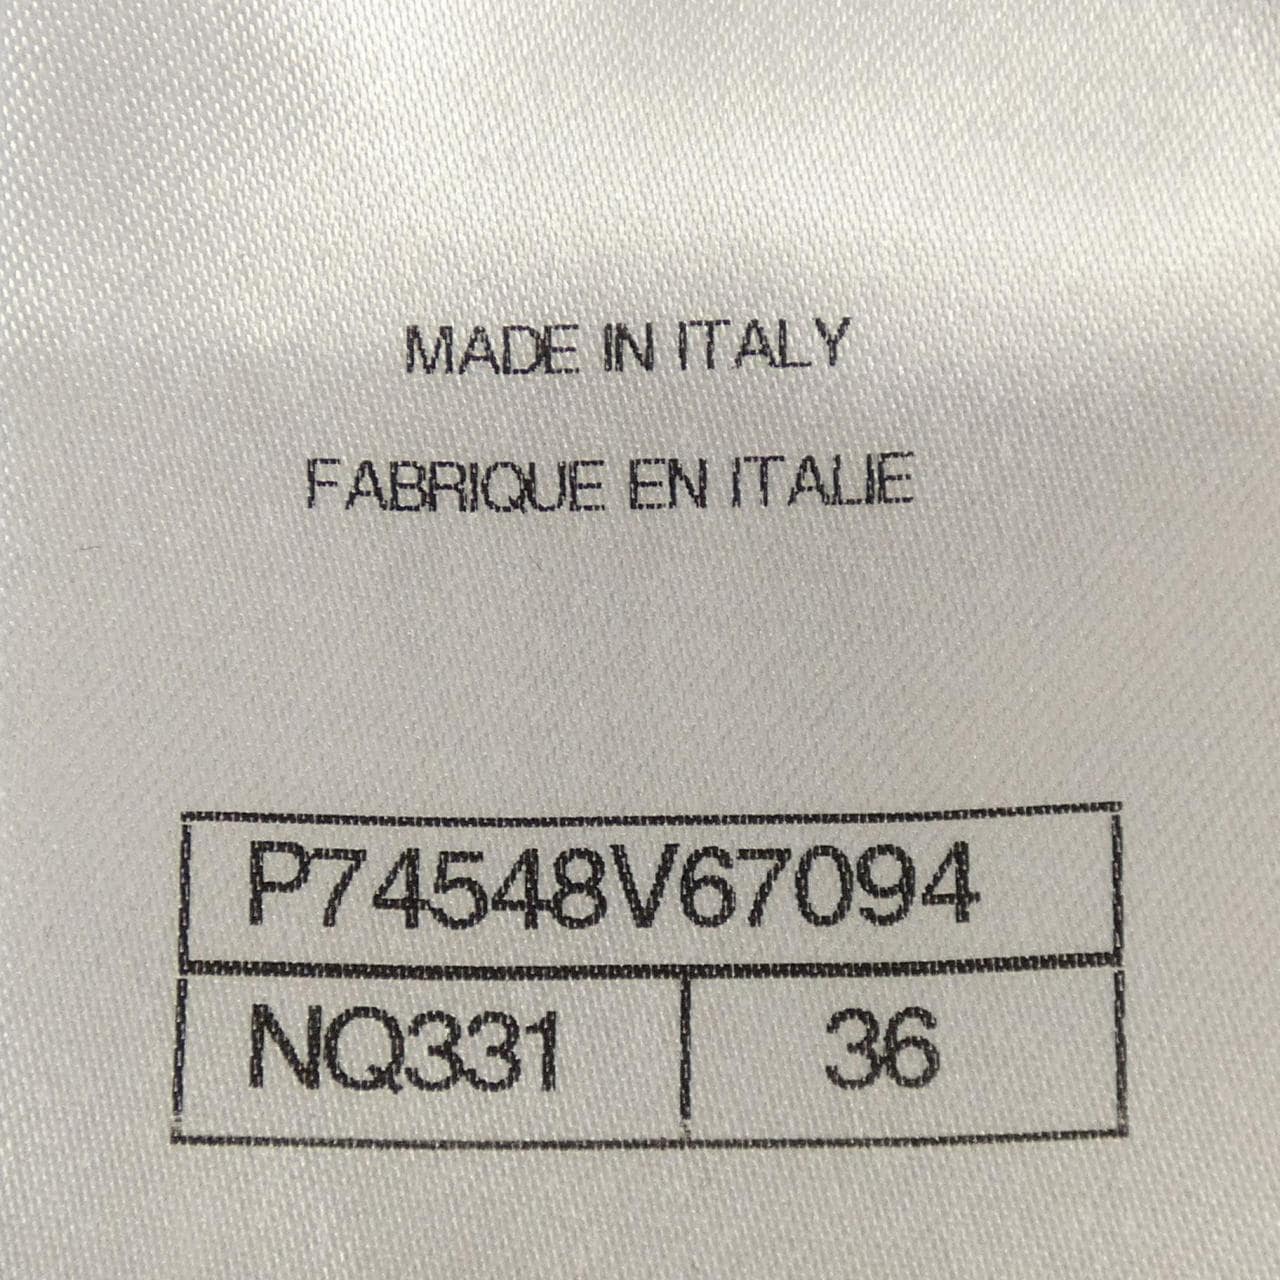 MADE IN ITALY
FABRIQUE EN ITALIE
P74548V67094
NQ331 36